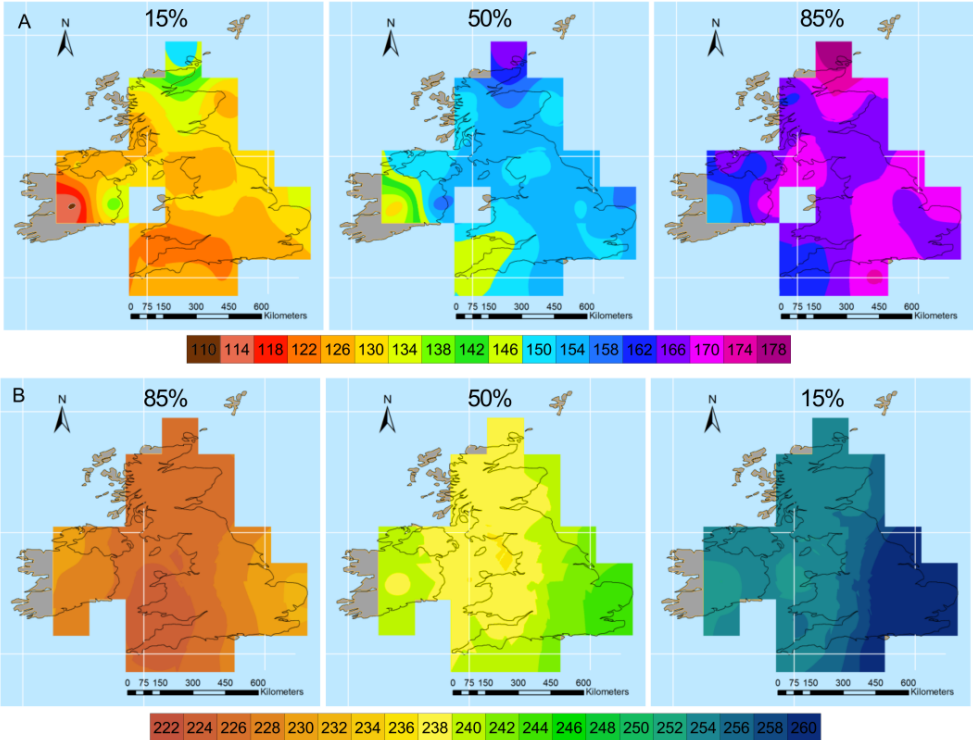 A 15% 50% 85%
N N N
0 75 150 300 450 600 0 75 150 300 450 600 0 75 150 300 450 600
Kilometers Kilometers Kilometers
110 114 118 122 126 130 134 138 142 146 150 154 158 162 166 170 174 178
B 85% 50% 15%
N N N
0 75 150 300 450 600 0 75 150 300 450 600 0 75 150 300 450 600
Kilometers Kilometers Kilometers
222 224 226 228 230 232 234 236 238 240 242 244 246 248 250 252 254 256 258 260